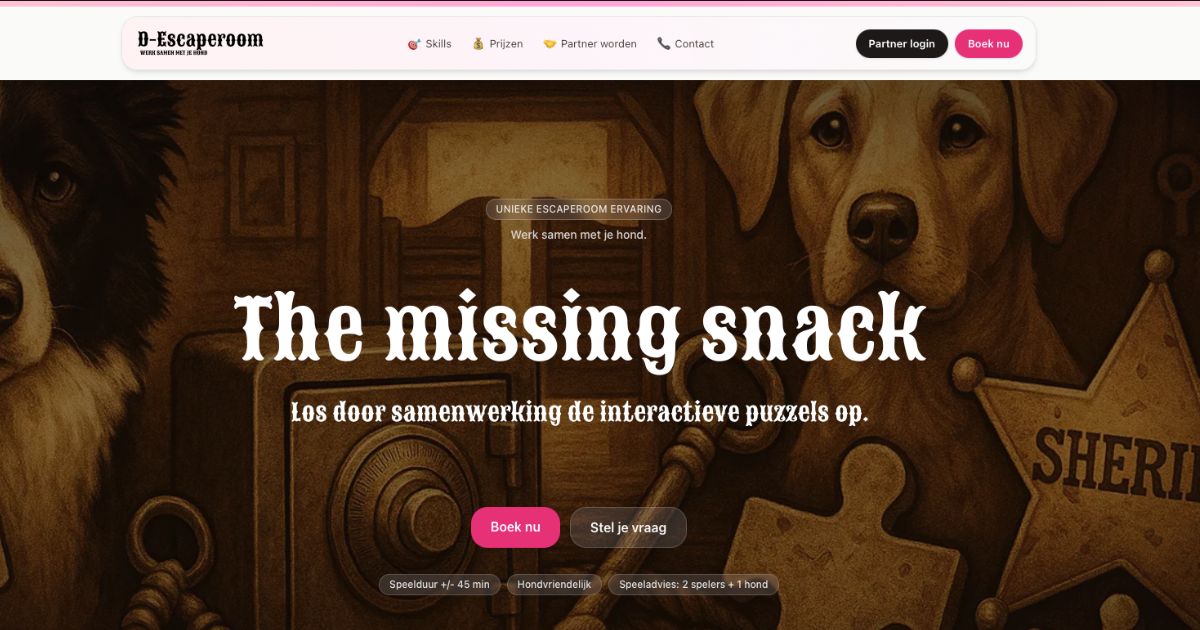 D-Escaperoom
WERK SAMEN MET JE HOND
Skills
Prijzen
Partner worden
Contact
Partner login
Boek nu
UNIEKE ESCAPEROOM ERVARING
Werk samen met je hond.
The missing snack
Los door samenwerking de interactieve puzzels op.
SHERI
Boek nu
Stel je vraag
Speelduur +/- 45 min
Hondvriendelijk
Speeladvies: 2 spelers + 1 hond